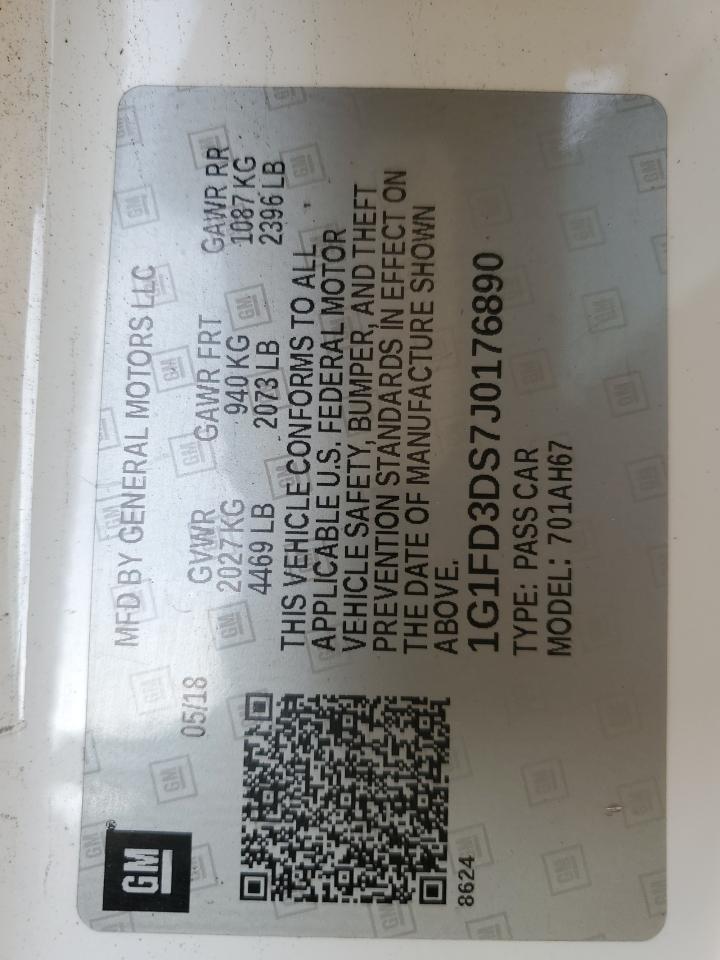 GM
MFD BY GENERAL MOTORS LLC
05/18
GVWR GAWR FRT GAWR RR
2027 KG 940 KG 1087 KG
4469 LB 2073 LB 2396 LB
THIS VEHICLE CONFORMS TO ALL
APPLICABLE U.S. FEDERAL MOTOR
VEHICLE SAFETY, BUMPER, AND THEFT
PREVENTION STANDARDS IN EFFECT ON
THE DATE OF MANUFACTURE SHOWN
ABOVE.
1G1FD3DS7J0176890
TYPE: PASS CAR
MODEL: 701AH67
8624